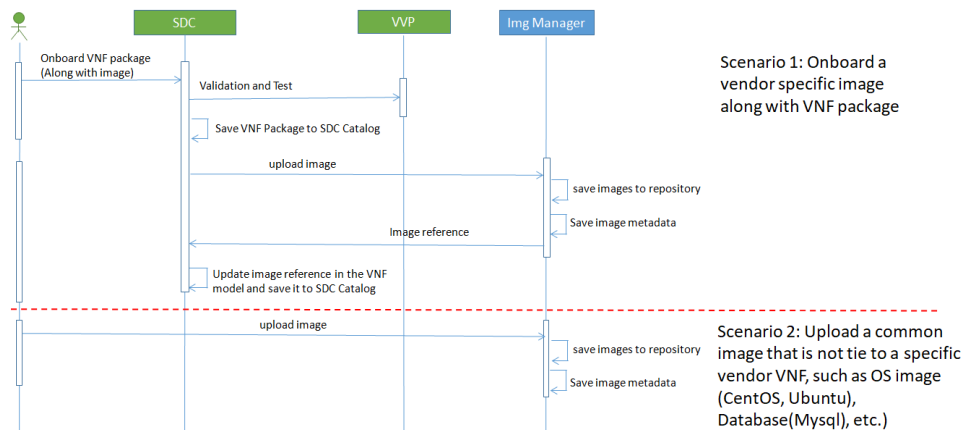 SDC
VVP
Img Manager
Onboard VNF package
(Along with image)
Scenario 1: Onboard a
vendor specific image
along with VNF package
Validation and Test
Save VNF Package to SDC Catalog
upload image
save images to repository
Save image metadata
Image reference
Update image reference in the VNF
model and save it to SDC Catalog
upload image
Scenario 2: Upload a common
image that is not tie to a specific
vendor VNF, such as OS image
(CentOS, Ubuntu),
Database(Mysql), etc.)
save images to repository
Save image metadata